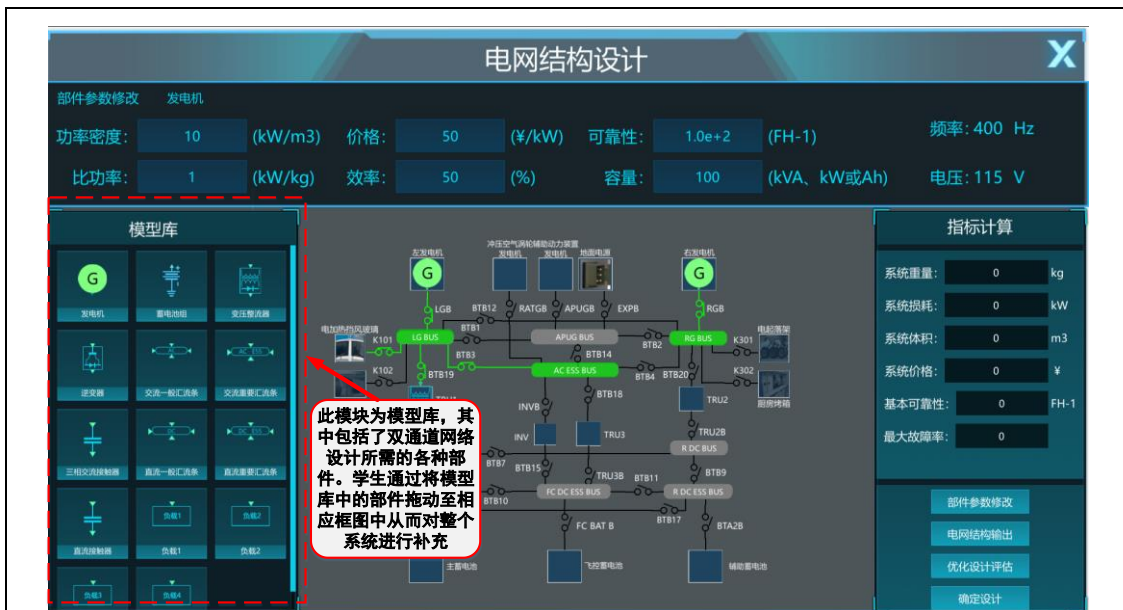 电网结构设计
X
部件参数修改 发电机
功率密度: 10 (kW/m3) 价格: 50 (¥/kW) 可靠性: 1.0e+2 (FH-1) 频率: 400 Hz
比功率: 1 (kW/kg) 效率: 50 (%) 容量: 100 (kVA、kW或Ah) 电压: 115 V
模型库
G
发电机 蓄电池组 变压整流器
AC AC ESS
逆变器 交流一般汇流条 交流重要汇流条
DC DC ESS
三相交流接触器 直流一般汇流条 直流重要汇流条
负载1 负载2
直流接触器 负载1 负载2
负载3 负载4
冲压空气涡轮辅助动力装置
左发电机 发电机 发电机 地面电源 右发电机
G G
LGB BTB12 RATGB APUGB EXPB RGB
电加热挡风玻璃 BTB1 电起落架
K101 LG BUS APUG BUS BTB2 RG BUS K301
BTB3 BTB14
K102 BTB19 AC ESS BUS BTB4 BTB20 K302
厨房烤箱
INVB BTB18 TRU2
INV TRU3 TRU2B
R DC BUS
BTB7 BTB15 TRU3B BTB11 BTB9
BTB10 FC DC ESS BUS R DC ESS BUS
FC BAT B BTB17 BTA2B
主蓄电池 飞控蓄电池 辅助蓄电池
此模块为模型库，其
中包括了双通道网络
设计所需的各种部
件。学生通过将模型
库中的部件拖动至相
应框图中从而对整个
系统进行补充
指标计算
系统重量: 0 kg
系统损耗: 0 kW
系统体积: 0 m3
系统价格: 0 ¥
基本可靠性: 0 FH-1
最大故障率: 0
部件参数修改
电网结构输出
优化设计评估
确定设计